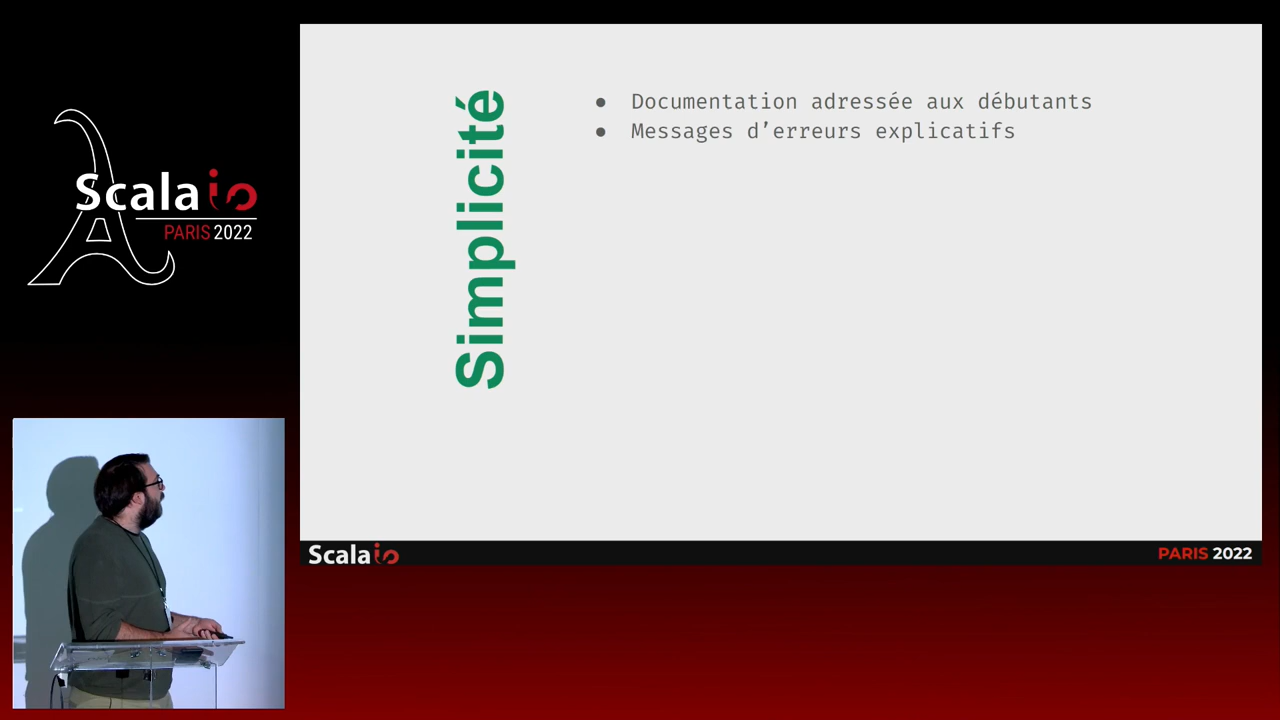 Scala io
PARIS 2022
Simplicité
● Documentation adressée aux débutants
● Messages d’erreurs explicatifs
Scala io
PARIS 2022